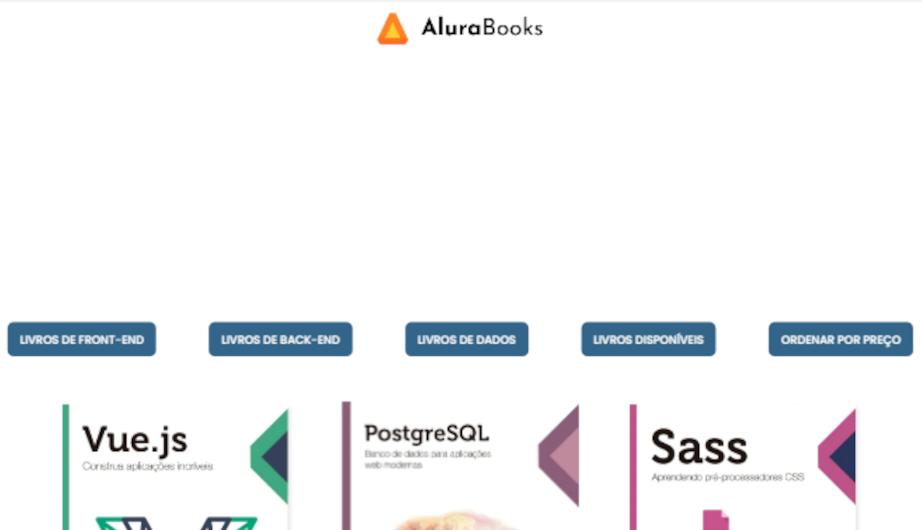 AluraBooks
LIVROS DE FRONT-END
LIVROS DE BACK-END
LIVROS DE DADOS
LIVROS DISPONÍVEIS
ORDENAR POR PREÇO
Vue.js
Construa aplicações incríveis
PostgreSQL
Banco de dados para aplicações
web modernas
Sass
Aprendendo pré-processadores CSS